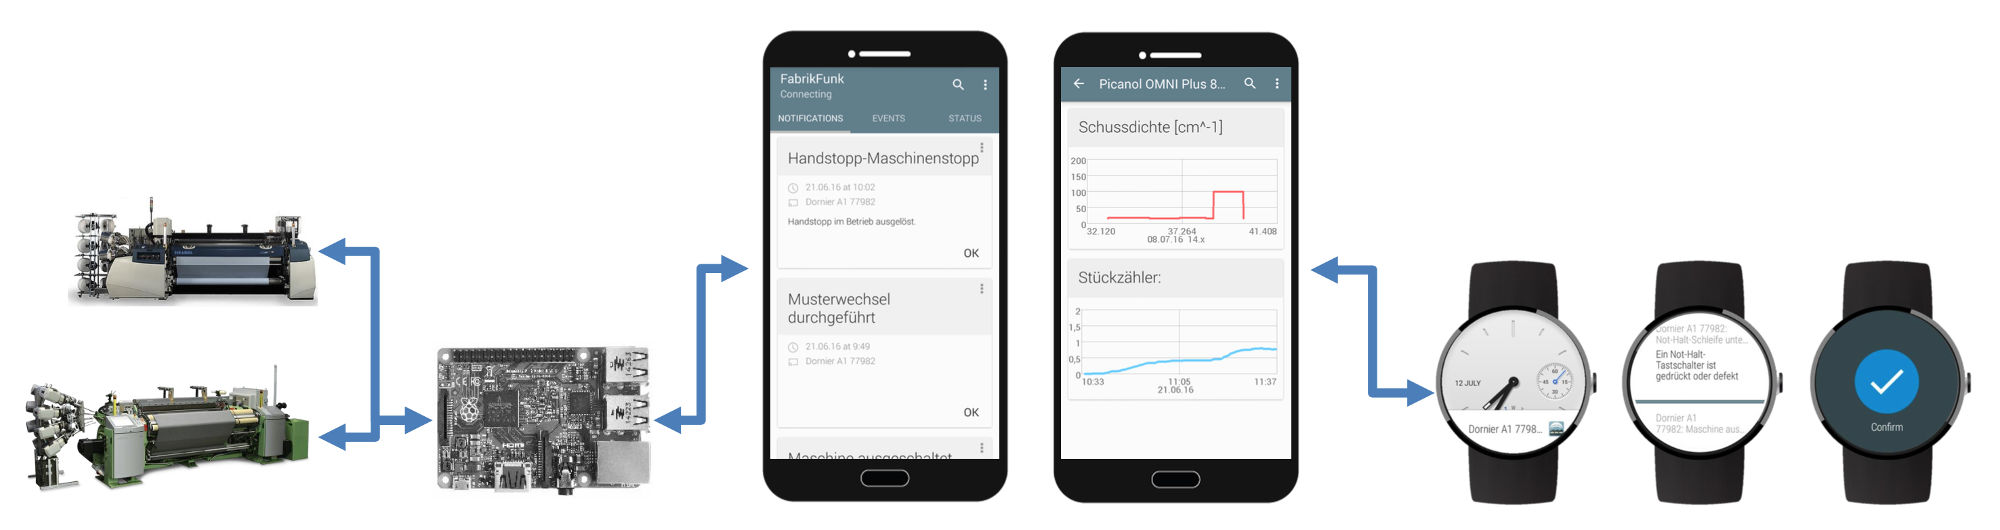 FabrikFunk
Connecting
NOTIFICATIONS EVENTS STATUS
Handstopp-Maschinenstopp
21.06.16 at 10:02
Dornier A1 77982
Handstopp im Betrieb ausgelöst.
OK
Musterwechsel
durchgeführt
21.06.16 at 9:49
Dornier A1 77982
OK
Maschine ausgeschaltet
Picanol OMNI Plus 8...
Schussdichte [cm^-1]
200
150
100
50
0
32.120 37.264 41.408
08.07.16 14.x
Stückzähler:
2
1,5
1
0,5
0
10:33 11:05 11:37
21.06.16
12 JULY
60
45 15
30
Dornier A1 7798...
Dornier A1 77982:
Not-Halt-Schleife unte...
Ein Not-Halt-
Tastschalter ist
gedrückt oder defekt
Dornier A1
77982: Maschine aus...
Confirm
HDMI